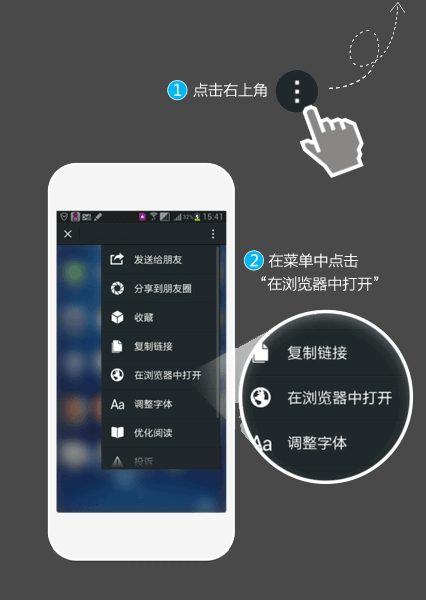 1 点击右上角
32% 15:41
2 在菜单中点击
“在浏览器中打开”
发送给朋友
分享到朋友圈
收藏
复制链接
在浏览器中打开
Aa 调整字体
优化阅读
投诉
复制链接
在浏览器中打开
Aa 调整字体